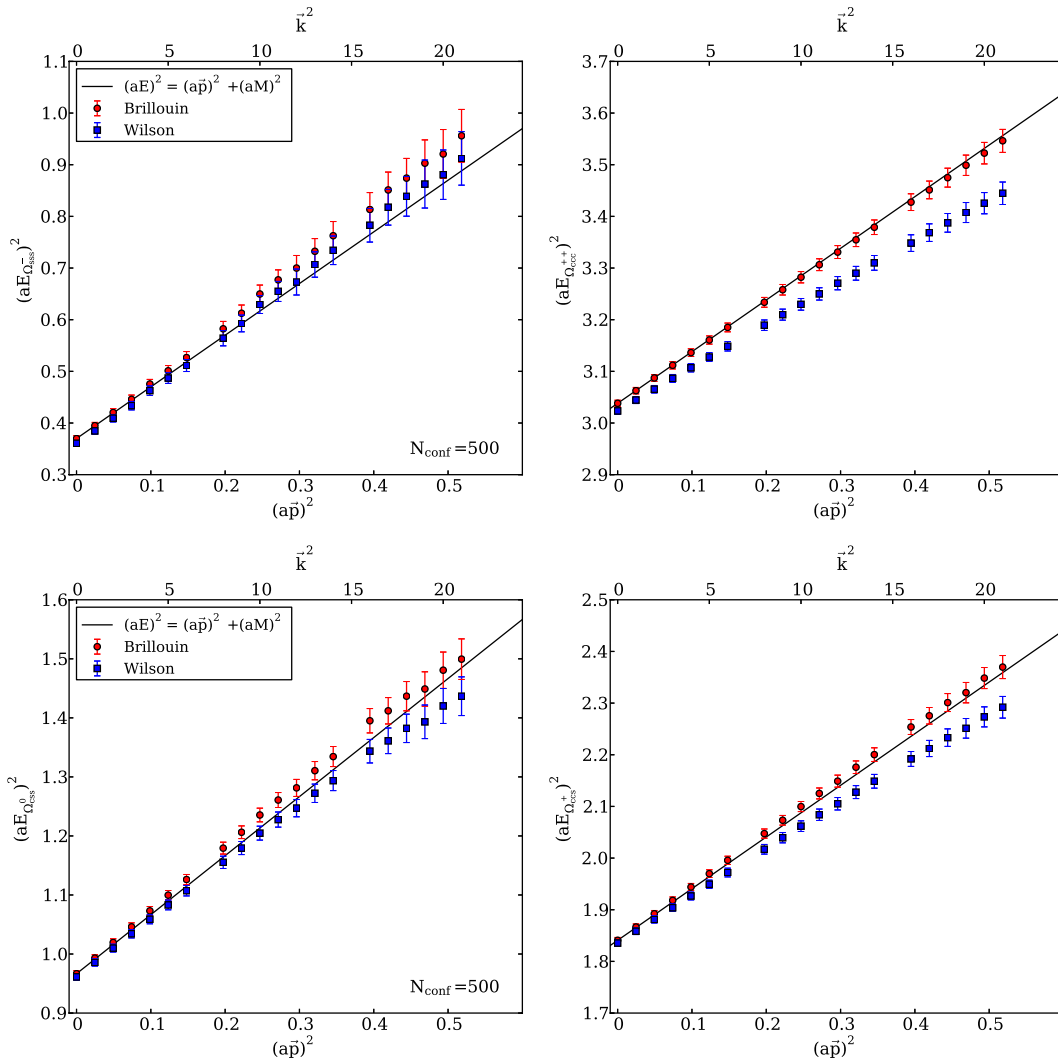 k⃗ ²
0 5 10 15 20
1.1
1.0
0.9
0.8
0.7
0.6
0.5
0.4
0.3
(aE_{Ω⁻_{sss}})²
(aE)² = (ap⃗)² +(aM)²
Brillouin
Wilson
N_{conf} =500
0 0.1 0.2 0.3 0.4 0.5
(ap⃗)²
k⃗ ²
0 5 10 15 20
3.7
3.6
3.5
3.4
3.3
3.2
3.1
3.0
2.9
(aE_{Ω⁺⁺_{ccc}})²
0 0.1 0.2 0.3 0.4 0.5
(ap⃗)²
k⃗ ²
0 5 10 15 20
1.6
1.5
1.4
1.3
1.2
1.1
1.0
0.9
(aE_{Ω⁰_{css}})²
(aE)² = (ap⃗)² +(aM)²
Brillouin
Wilson
N_{conf} =500
0 0.1 0.2 0.3 0.4 0.5
(ap⃗)²
k⃗ ²
0 5 10 15 20
2.5
2.4
2.3
2.2
2.1
2.0
1.9
1.8
1.7
(aE_{Ω⁺_{ccs}})²
0 0.1 0.2 0.3 0.4 0.5
(ap⃗)²